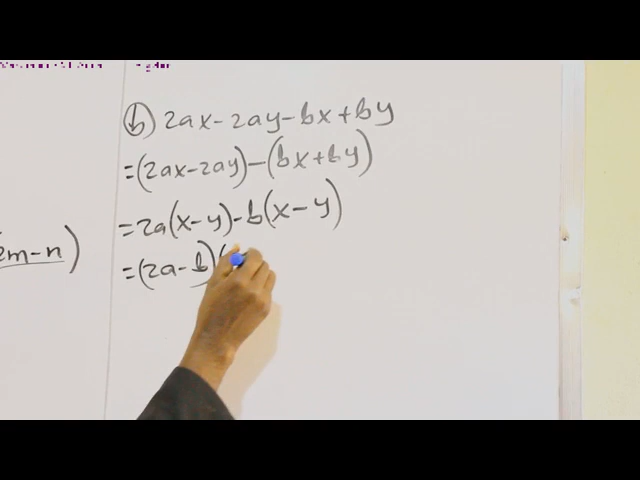 b) 2ax-2ay-bx+by
=(2ax-2ay)-(bx+by)
=2a(x-y)-b(x-y)
2m-n)
=(2a-b)(